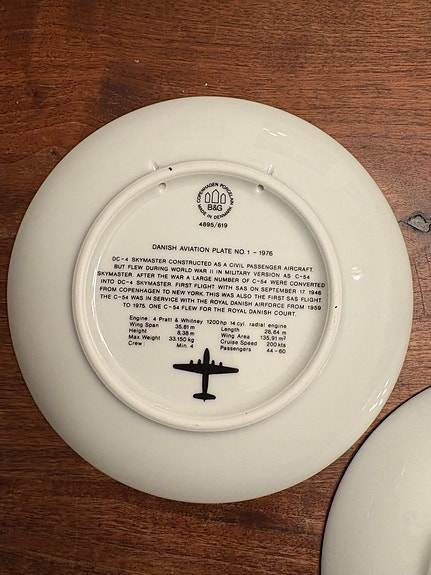 COPENHAGEN PORCELAIN
B&G
MADE IN DENMARK
4895/619
DANISH AVIATION PLATE NO. 1 - 1976
DC-4 SKYMASTER CONSTRUCTED AS A CIVIL PASSENGER AIRCRAFT.
BUT FLEW DURING WORLD WAR II IN MILITARY VERSION AS C-54
SKYMASTER. AFTER THE WAR A LARGE NUMBER OF C-54 WERE CONVERTED
INTO DC-4 SKYMASTER. FIRST FLIGHT WITH SAS ON SEPTEMBER 17. 1946
FROM COPENHAGEN TO NEW YORK. THIS WAS ALSO THE FIRST SAS FLIGHT.
THE C-54 WAS IN SERVICE WITH THE ROYAL DANISH AIRFORCE FROM 1959
TO 1975. ONE C-54 FLEW FOR THE ROYAL DANISH COURT.
Engine: 4 Pratt & Whitney 1200hp 14 cyl. radial engine
Wing Span 35.81 m Length 28,64 m
Height 8,38 m Wing Area 135,91 m²
Max. Weight 33.150 kg Cruise Speed 200 kts
Crew Min. 4 Passengers 44-60